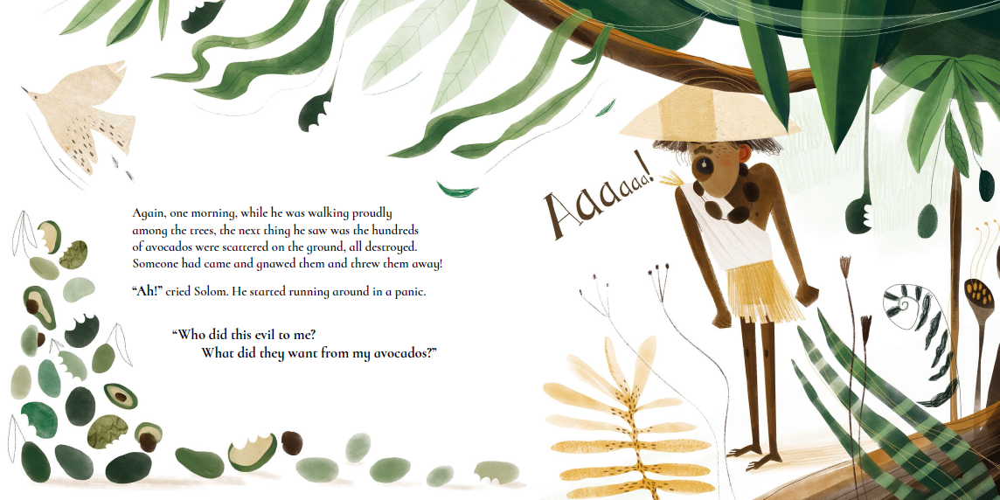 Again, one morning, while he was walking proudly
among the trees, the next thing he saw was the hundreds
of avocados were scattered on the ground, all destroyed.
Someone had came and gnawed them and threw them away!
“Ah!” cried Solom. He started running around in a panic.
“Who did this evil to me?
What did they want from my avocados?”
Aaaaaa!